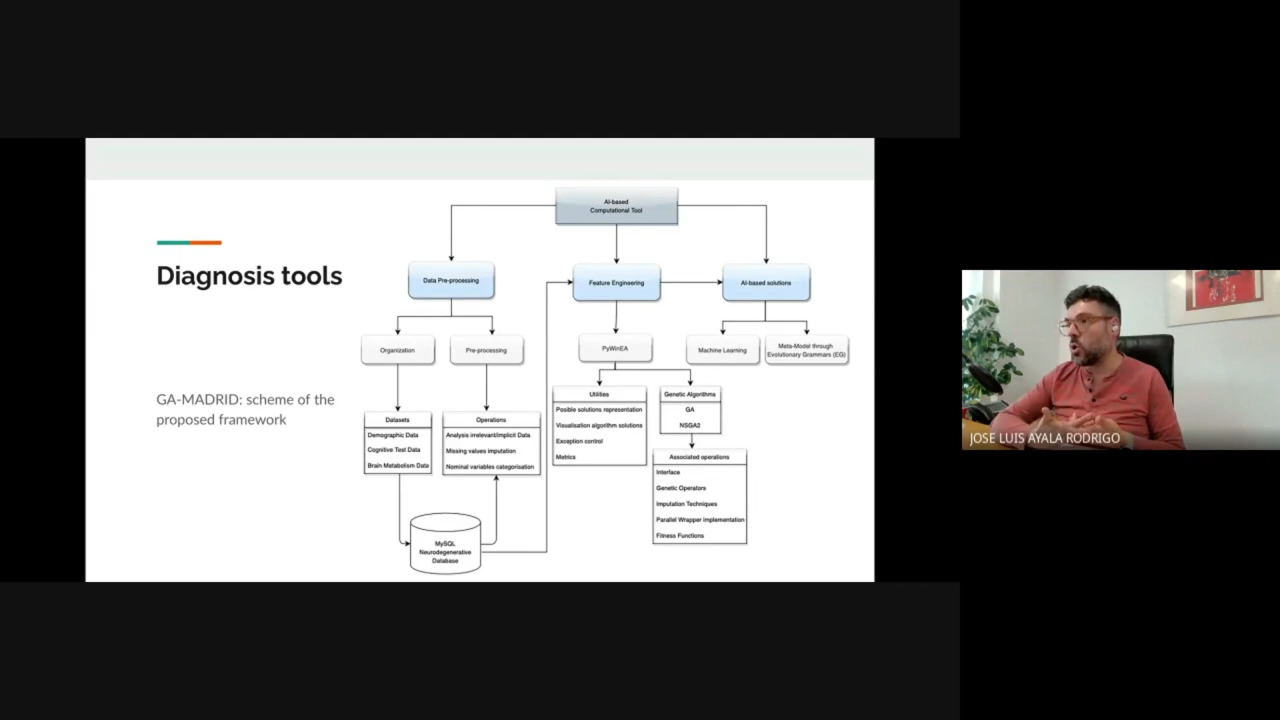 Diagnosis tools
GA-MADRID: scheme of the
proposed framework
AI-based
Computational Tool
Data Pre-processing
Feature Engineering
AI-based solutions
Organization
Pre-processing
PyWinEA
Machine Learning
Meta-Model through
Evolutionary Grammars (EG)
Datasets
Demographic Data
Cognitive Test Data
Brain Metabolism Data
Operations
Analysis irrelevant/implicit Data
Missing values imputation
Nominal variables categorisation
Utilities
Posible solutions representation
Visualisation algorithm solutions
Exception control
Metrics
Genetic Algorithms
GA
NSGA2
Associated operations
Interface
Genetic Operators
Imputation Techniques
Parallel Wrapper implementation
Fitness Functions
MySQL
Neurodegenerative
Database
JOSE LUIS AYALA RODRIGO